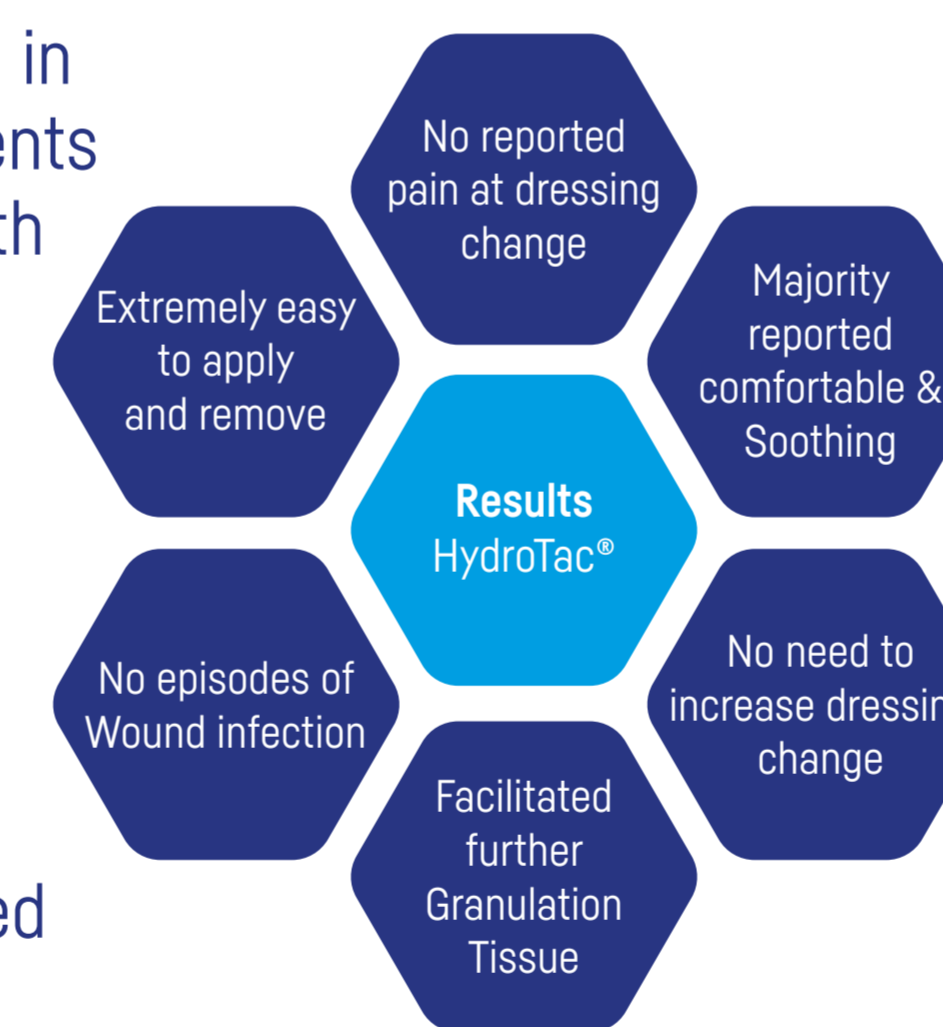 in
ents
th
No reported
pain at dressing
change
Majority
reported
comfortable &
Soothing
Extremely easy
to apply
and remove
Results
HydroTac®
No need to
increase dressin
change
No episodes of
Wound infection
Facilitated
further
Granulation
Tissue
ed